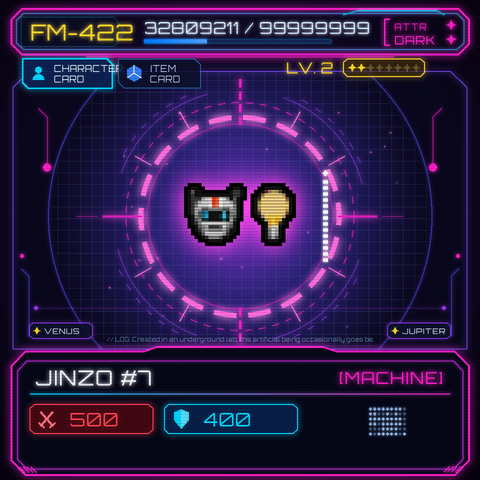 FM-422
32809211 / 99999999
ATTR
DARK
CHARACTER
CARD
ITEM
CARD
LV. 2
VENUS
JUPITER
// LOG: Created in an underground lab, this artificial being occasionally goes be
JINZO #7
[MACHINE]
500
400